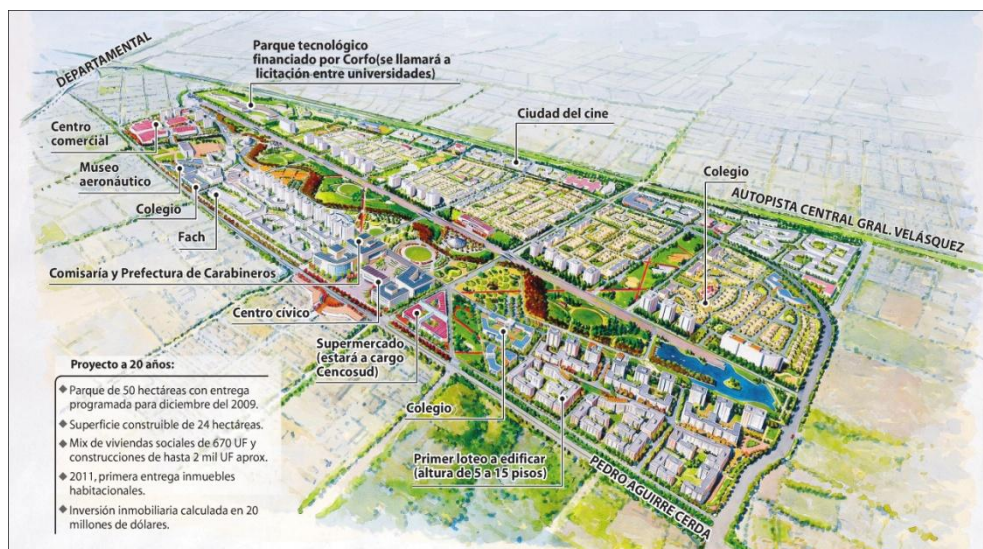 DEPARTAMENTAL
Parque tecnológico
financiado por Corfo(se llamará a
licitación entre universidades)
Centro
comercial
Museo
aeronáutico
Colegio
Fach
Comisaría y Prefectura de Carabineros
Centro cívico
Supermercado
(estará a cargo
Cencosud)
Colegio
Primer loteo a edificar
(altura de 5 a 15 pisos)
Ciudad del cine
Colegio
AUTOPISTA CENTRAL GRAL. VELÁSQUEZ
PEDRO AGUIRRE CERDA
Proyecto a 20 años:
◆ Parque de 50 hectáreas con entrega
programada para diciembre del 2009.
◆ Superficie construible de 24 hectáreas.
◆ Mix de viviendas sociales de 670 UF y
construcciones de hasta 2 mil UF aprox.
◆ 2011, primera entrega inmuebles
habitacionales.
◆ Inversión inmobiliaria calculada en 20
millones de dólares.